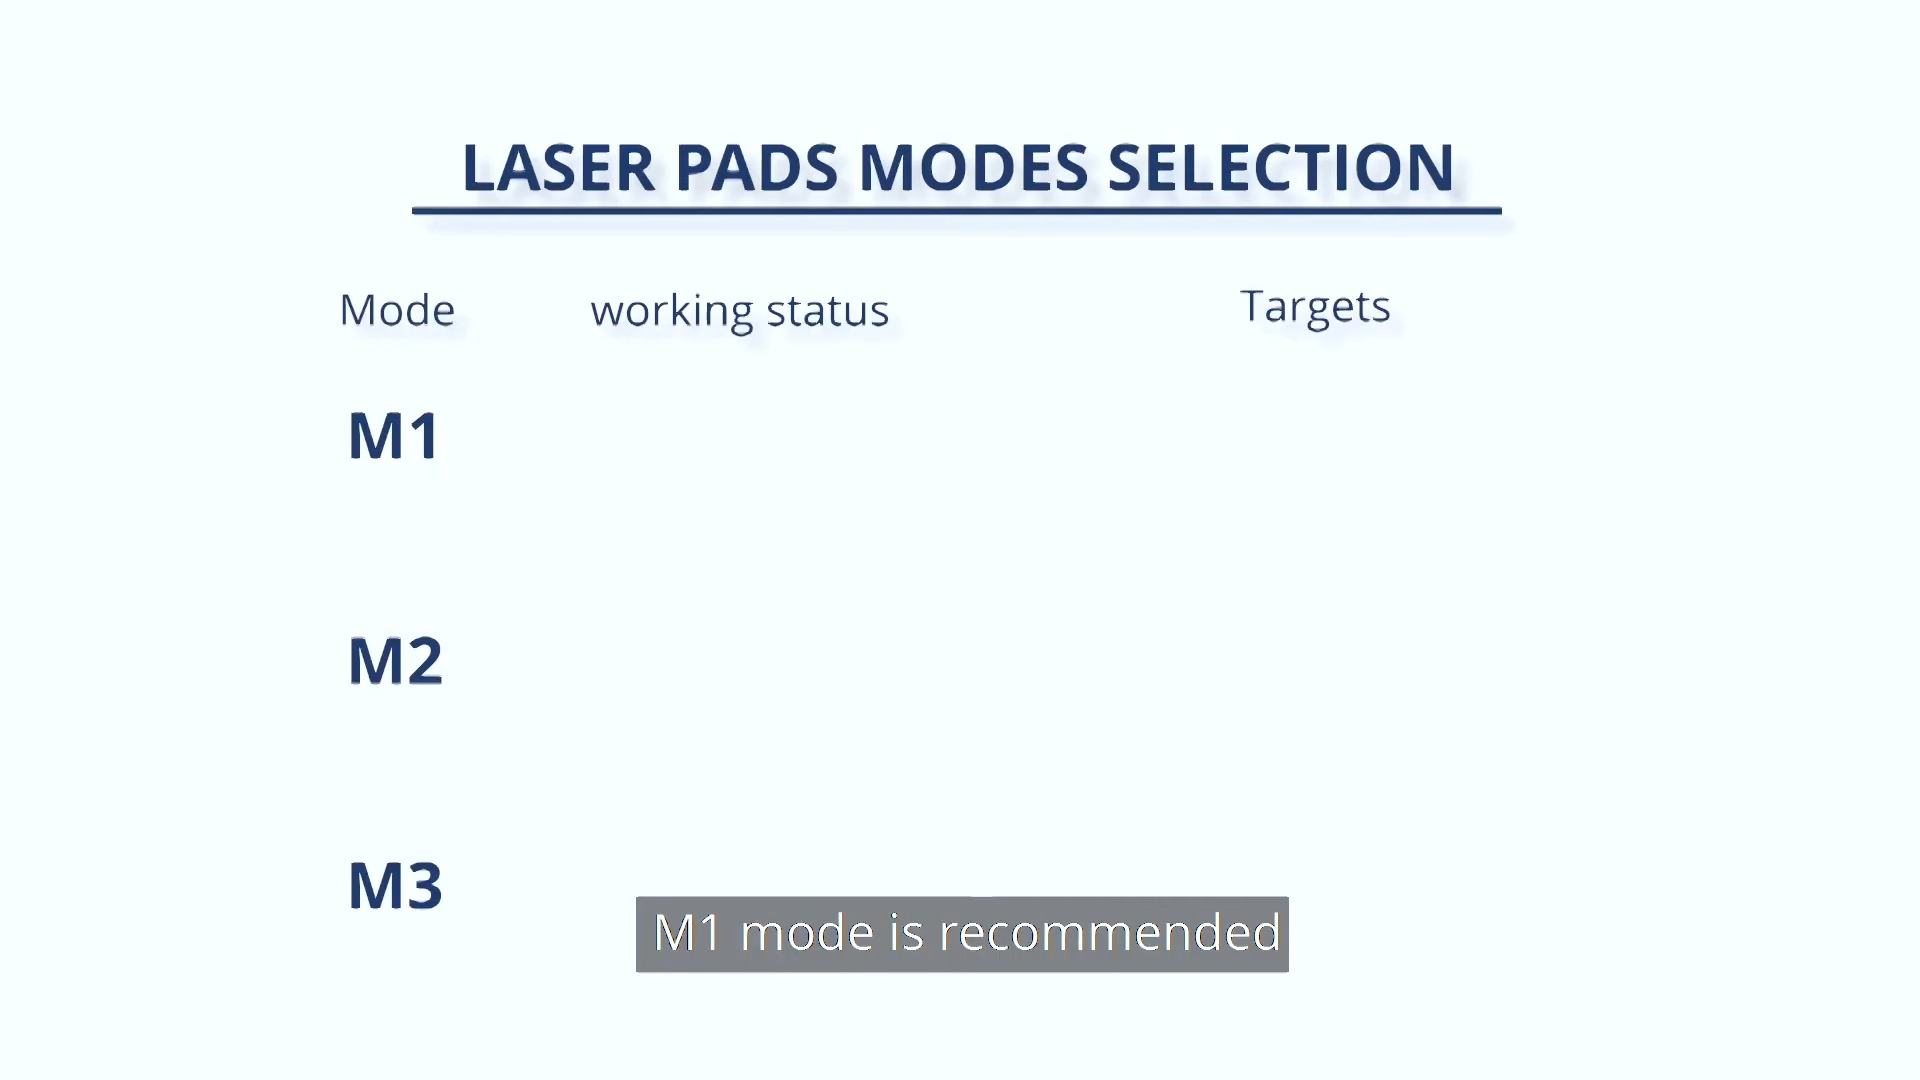 LASER PADS MODES SELECTION
Mode working status Targets
M1
M2
M3
M1 mode is recommended